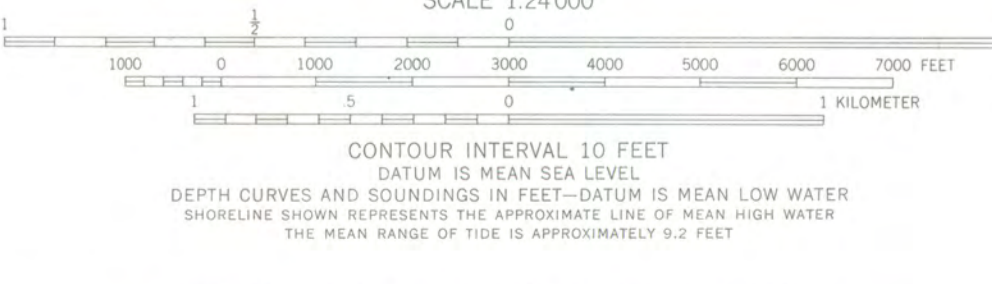 SCALE 1:24 000
1 ½ 0
1000 0 1000 2000 3000 4000 5000 6000 7000 FEET
1 .5 0 1 KILOMETER
CONTOUR INTERVAL 10 FEET
DATUM IS MEAN SEA LEVEL
DEPTH CURVES AND SOUNDINGS IN FEET—DATUM IS MEAN LOW WATER
SHORELINE SHOWN REPRESENTS THE APPROXIMATE LINE OF MEAN HIGH WATER
THE MEAN RANGE OF TIDE IS APPROXIMATELY 9.2 FEET